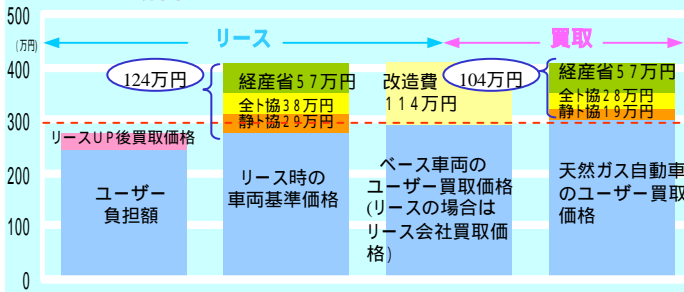 500
(万円)
400
300
200
100
0
リース
買取
124万円
経産省57万円
全ト協38万円
静ト協29万円
改造費
114万円
104万円
経産省57万円
全ト協28万円
静ト協19万円
リースUP後買取価格
ユーザー
負担額
リース時の
車両基準価格
ベース車両の
ユーザー買取価格
(リースの場合は
リース会社買取価
格)
天然ガス自動車
のユーザー買取
価格